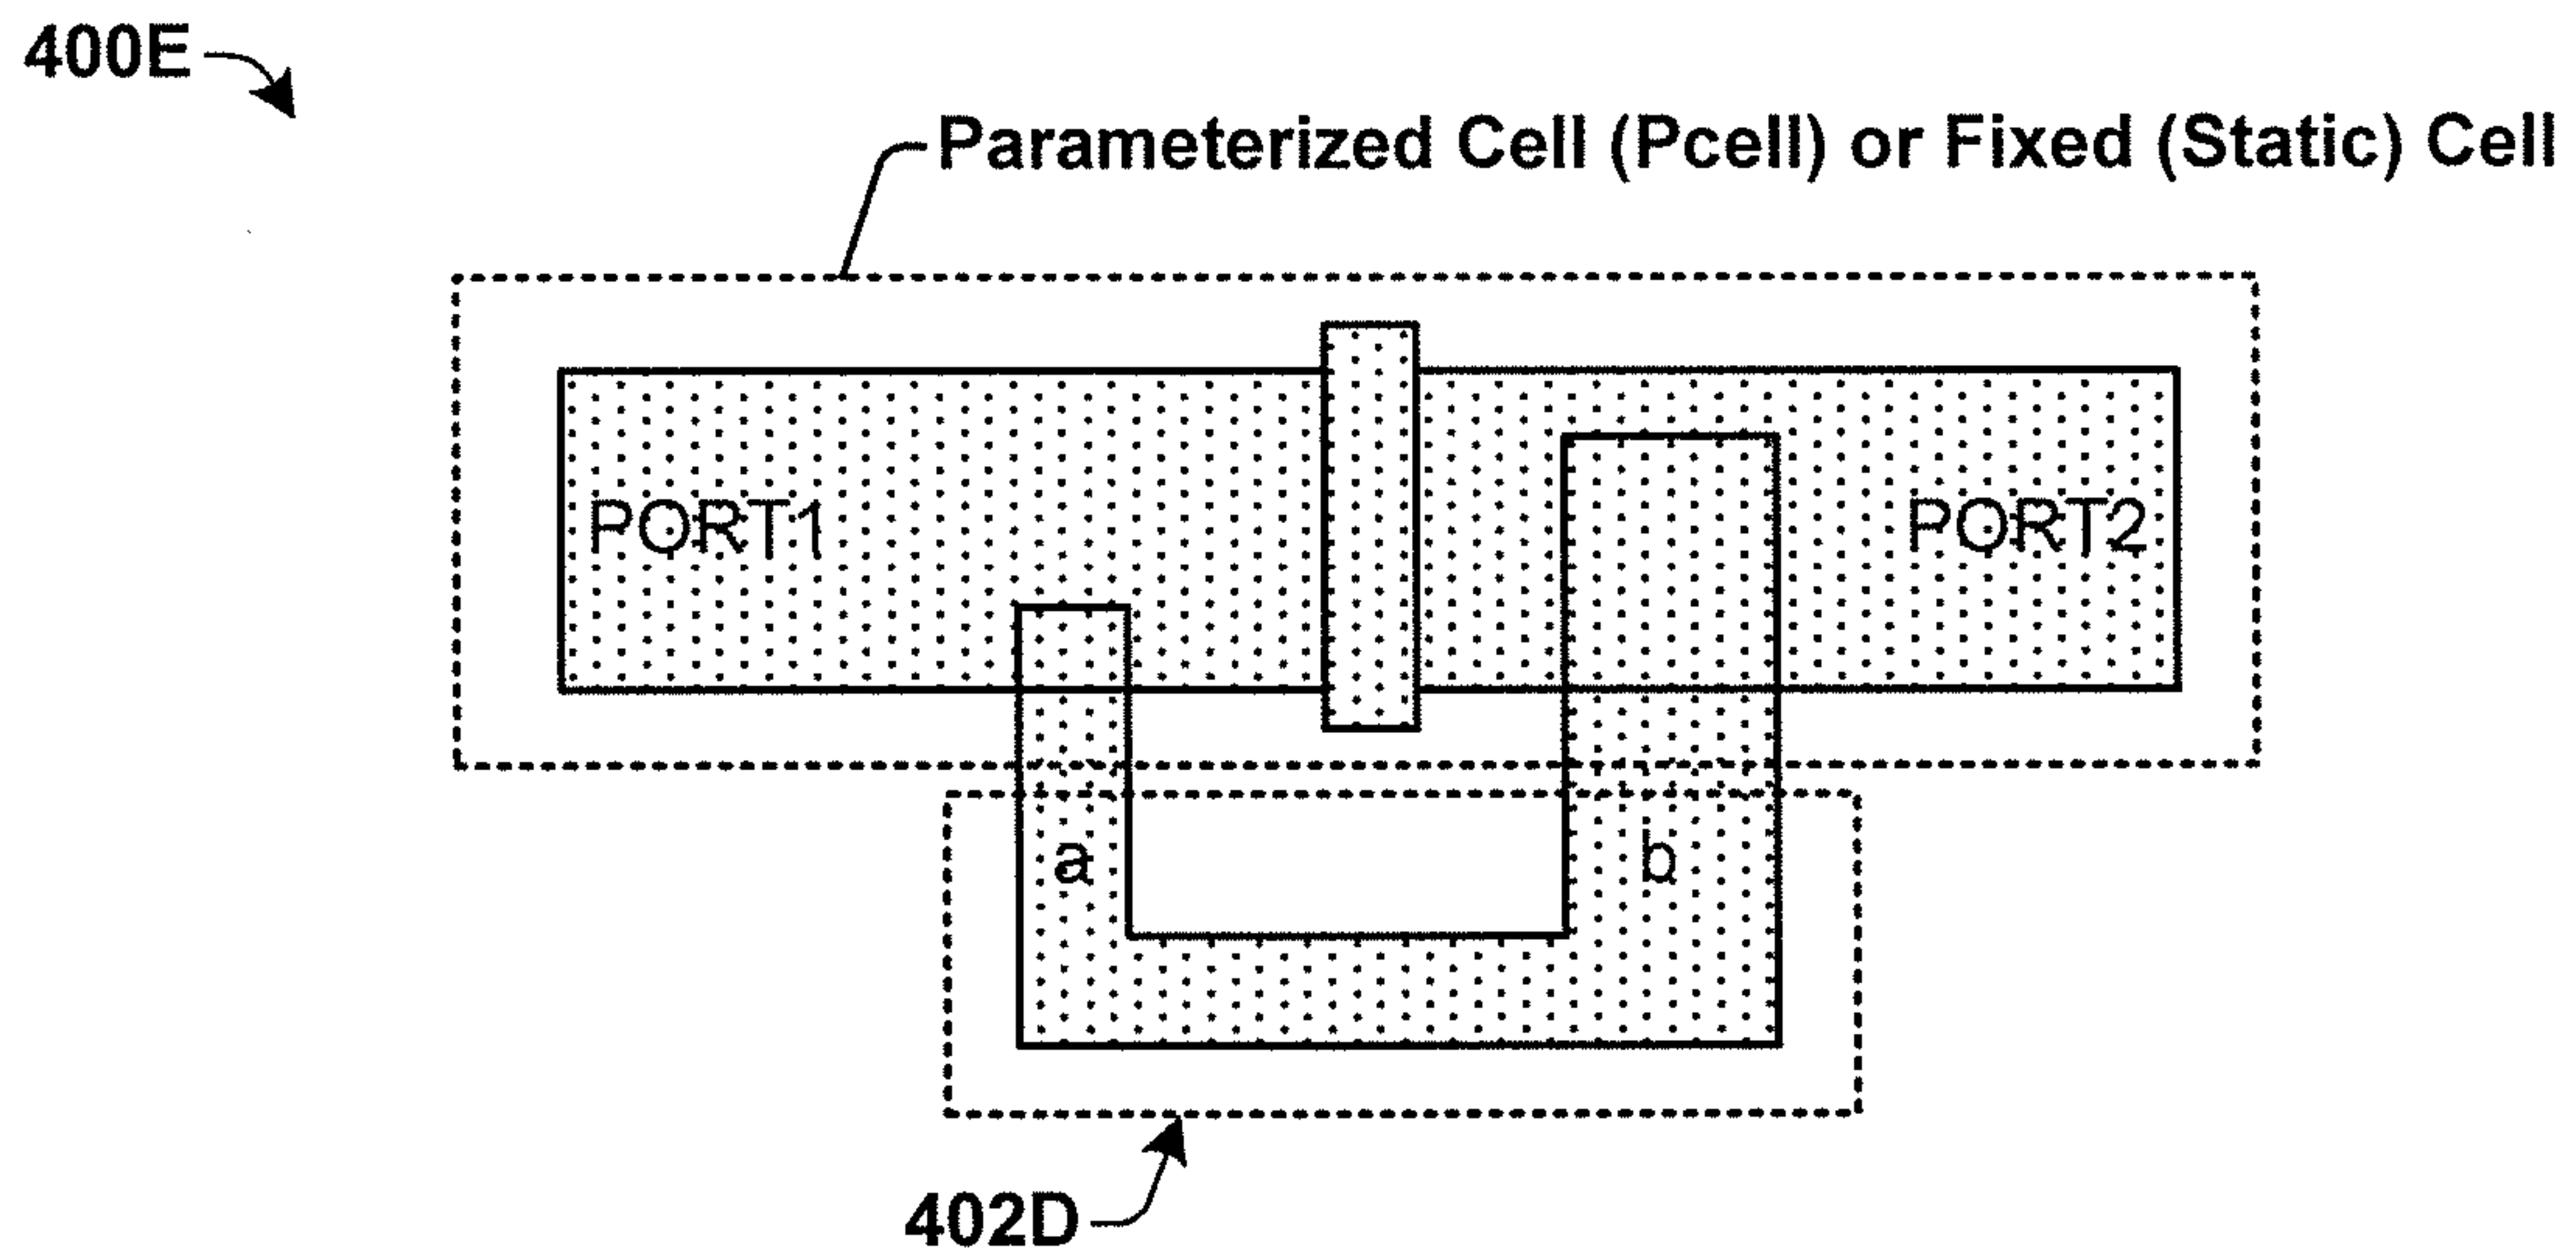 400E
Parameterized Cell (Pcell) or Fixed (Static) Cell
PORT1
PORT2
a
b
402D